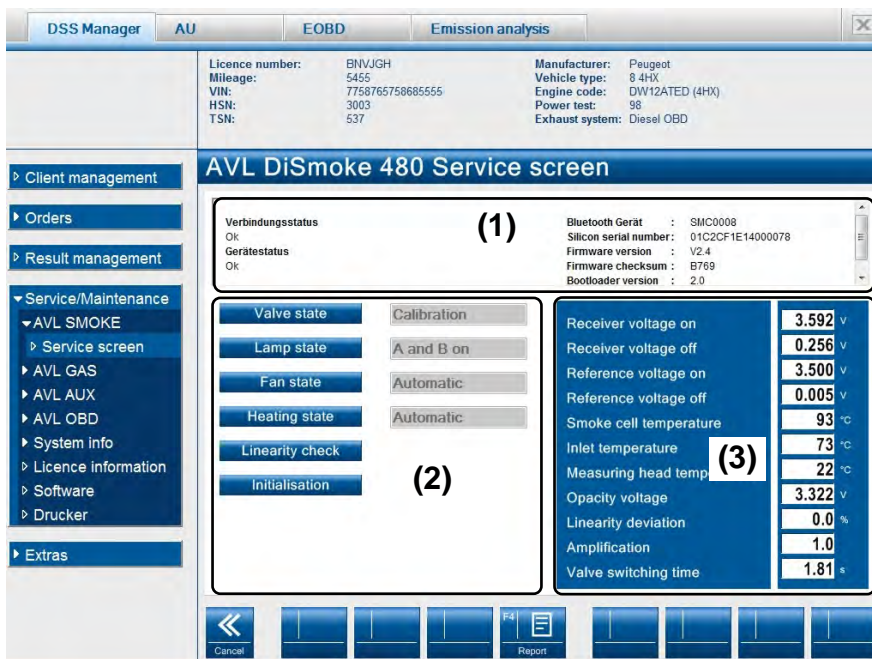 DSS Manager AU EOBD Emission analysis
Licence number: BNVJGH
Mileage: 5455
VIN: 7758765758685555
HSN: 3003
TSN: 537
Manufacturer: Peugeot
Vehicle type: 8 4HX
Engine code: DW12ATED (4HX)
Power test: 98
Exhaust system: Diesel OBD
Client management
Orders
Result management
Service/Maintenance
AVL SMOKE
Service screen
AVL GAS
AVL AUX
AVL OBD
System info
Licence information
Software
Drucker
Extras
AVL DiSmoke 480 Service screen
Verbindungsstatus
Ok
Gerätestatus
Ok
(1)
Bluetooth Gerät : SMC0008
Silicon serial number: 01C2CF1E14000078
Firmware version : V2.4
Firmware checksum : B769
Bootloader version : 2.0
Valve state Calibration
Lamp state A and B on
Fan state Automatic
Heating state Automatic
Linearity check
Initialisation
(2)
Receiver voltage on 3.592 V
Receiver voltage off 0.256 V
Reference voltage on 3.500 V
Reference voltage off 0.005 V
Smoke cell temperature 93 °C
Inlet temperature 73 °C
Measuring head temp 22 °C
(3)
Opacity voltage 3.322 V
Linearity deviation 0.0 %
Amplification 1.0
Valve switching time 1.81 s
Cancel
F4 Report